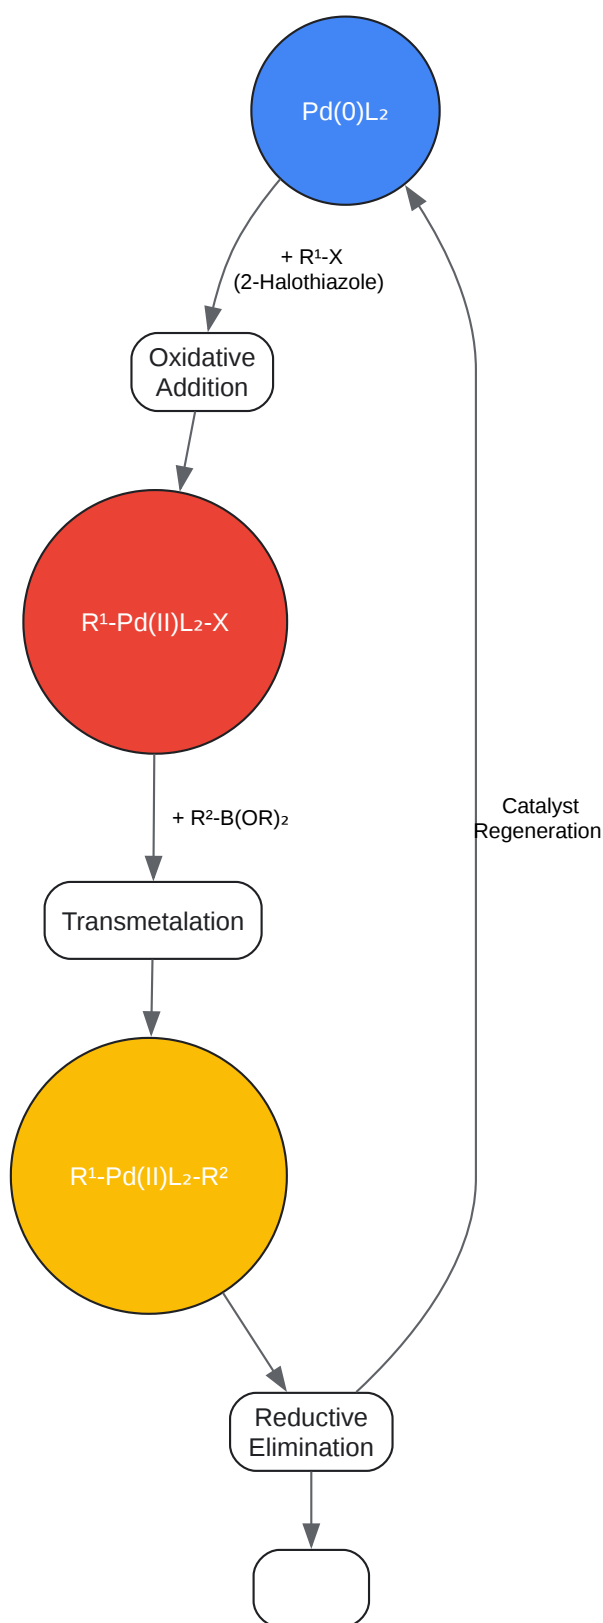 Pd(0)L₂
+ R¹-X
(2-Halothiazole)
Oxidative
Addition
R¹-Pd(II)L₂-X
+ R²-B(OR)₂
Catalyst
Regeneration
Transmetalation
R¹-Pd(II)L₂-R²
Reductive
Elimination